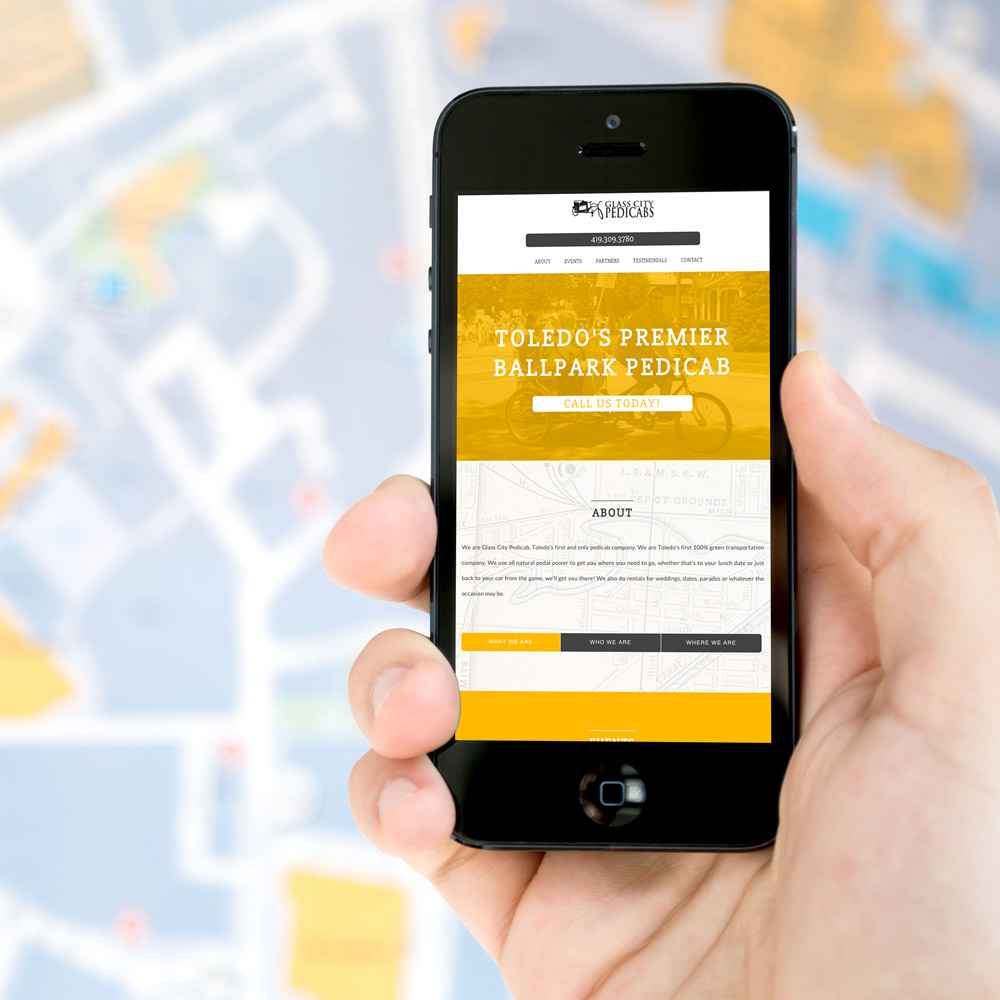 GLASS CITY
PEDICABS
419.309.3780
ABOUT EVENTS PARTNERS TESTIMONIALS CONTACT
TOLEDO'S PREMIER
BALLPARK PEDICAB
CALL US TODAY!
L.S. & M.S.R.W.
DEPOT GROUNDS
MICH.
ABOUT
We are Glass City Pedicab, Toledo's first and only pedicab company. We are Toledo's first 100% green transportation
company. We use all natural pedal power to get you where you need to go, whether that's to your lunch date or just
back to your car from the game, we'll get you there! We also do rentals for weddings, dates, parades or whatever the
occasion may be.
WHAT WE ARE WHO WE ARE WHERE WE ARE
EVENTS